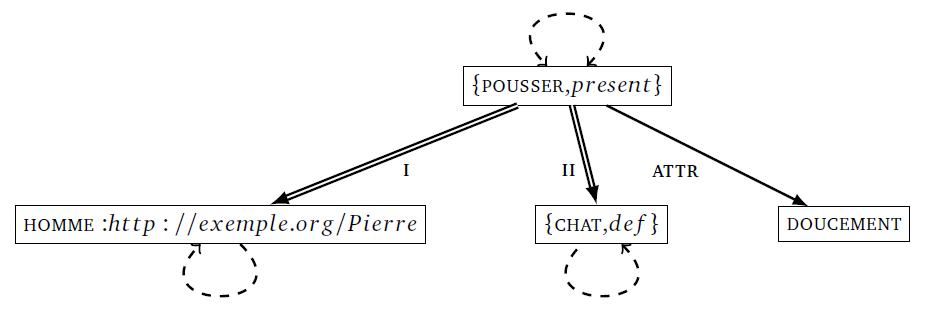 {POUSSER,present}
I
II
ATTR
HOMME :http : //exemple.org/Pierre
{CHAT,def}
DOUCEMENT